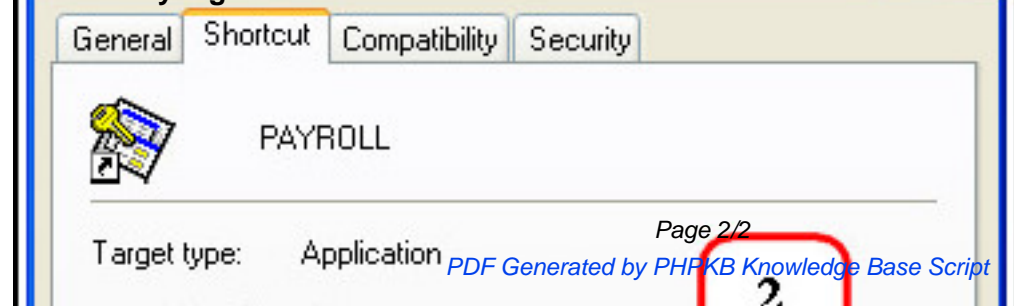 General Shortcut Compatibility Security
PAYROLL
Page 2/2
Target type: Application
PDF Generated by PHPKB Knowledge Base Script
2